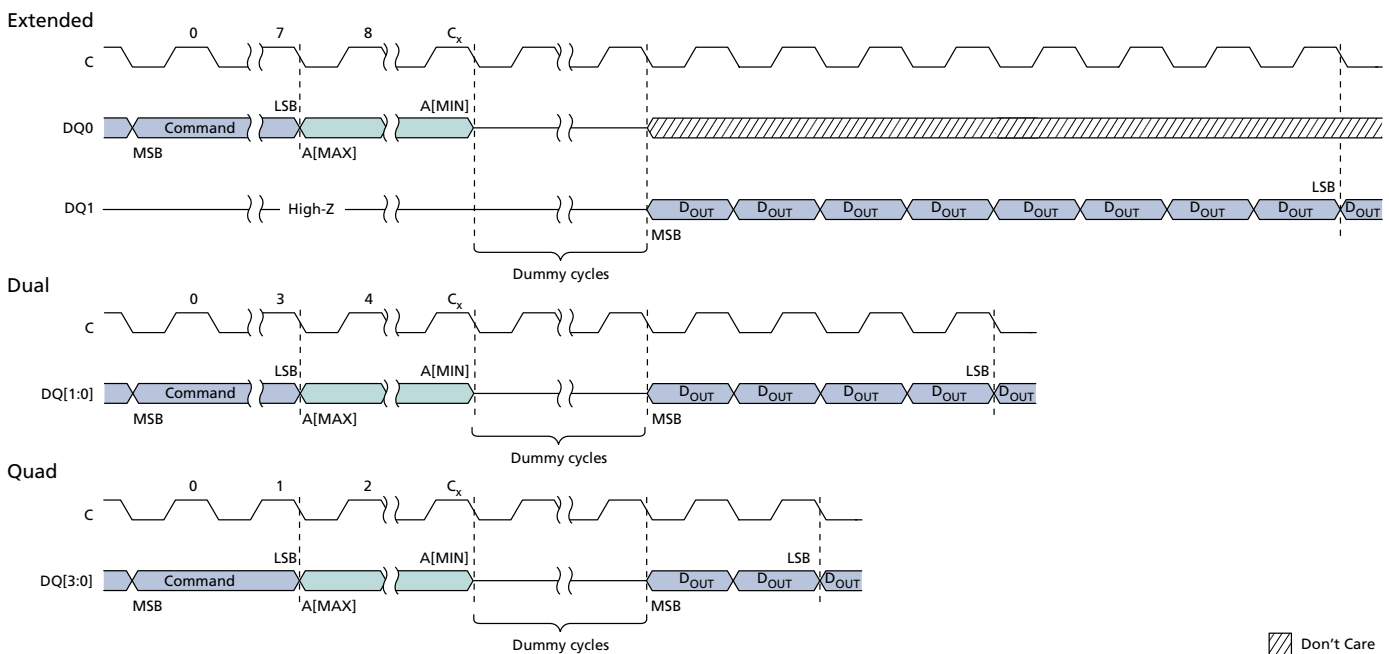 Extended
0 7 8 Cx
C
LSB A[MIN]
DQ0 Command
MSB A[MAX]
LSB
DQ1 High-Z DOUT DOUT DOUT DOUT DOUT DOUT DOUT DOUT DOUT
MSB
Dummy cycles
Dual
0 3 4 Cx
C
LSB A[MIN] LSB
DQ[1:0] Command DOUT DOUT DOUT DOUT DOUT
MSB A[MAX] MSB
Dummy cycles
Quad
0 1 2 Cx
C
LSB A[MIN] LSB
DQ[3:0] Command DOUT DOUT DOUT
MSB A[MAX] MSB
Dummy cycles
Don't Care